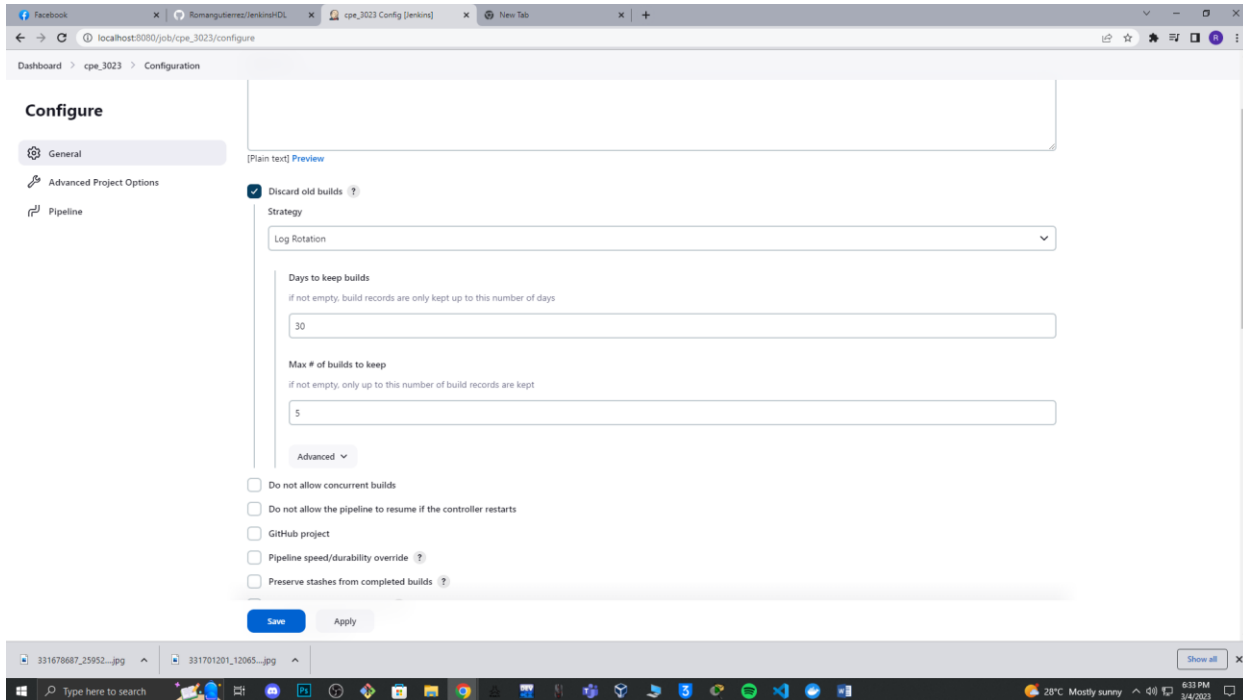 Facebook
Romangutierrez/JenkinsHDL
cpe_3023 Config [Jenkins]
New Tab
localhost:8080/job/cpe_3023/configure
R
Dashboard > cpe_3023 > Configuration
Configure
General
Advanced Project Options
Pipeline
[Plain text] Preview
Discard old builds ?
Strategy
Log Rotation
Days to keep builds
if not empty, build records are only kept up to this number of days
30
Max # of builds to keep
if not empty, only up to this number of build records are kept
5
Advanced
Do not allow concurrent builds
Do not allow the pipeline to resume if the controller restarts
GitHub project
Pipeline speed/durability override ?
Preserve stashes from completed builds ?
Save
Apply
331678687_25952...jpg
331701201_12065...jpg
Show all
Type here to search
Ps
28°C Mostly sunny
6:33 PM
3/4/2023